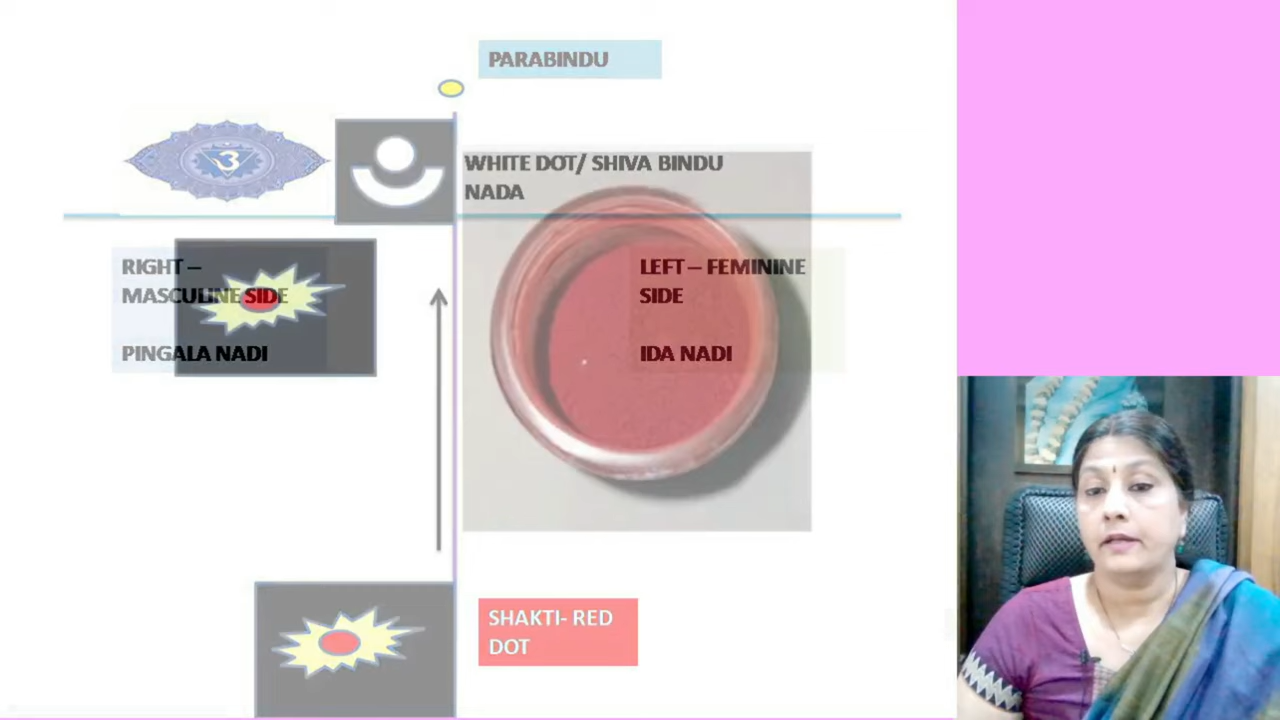 PARABINDU
WHITE DOT/ SHIVA BINDU
NADA
RIGHT –
MASCULINE SIDE
PINGALA NADI
LEFT – FEMININE
SIDE
IDA NADI
SHAKTI- RED
DOT